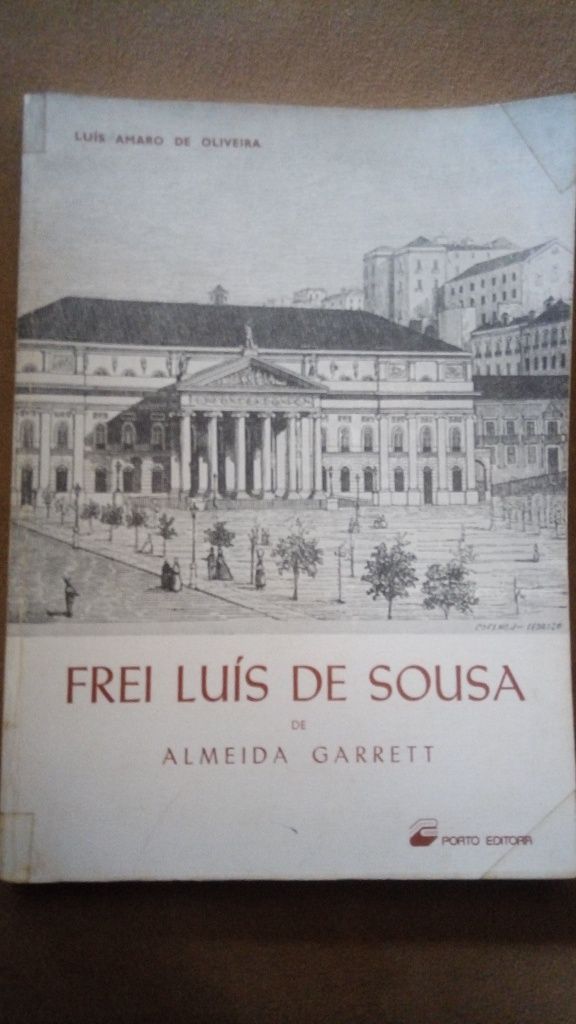 LUÍS AMARO DE OLIVEIRA
FREI LUÍS DE SOUSA
DE
ALMEIDA GARRETT
PORTO EDITORA